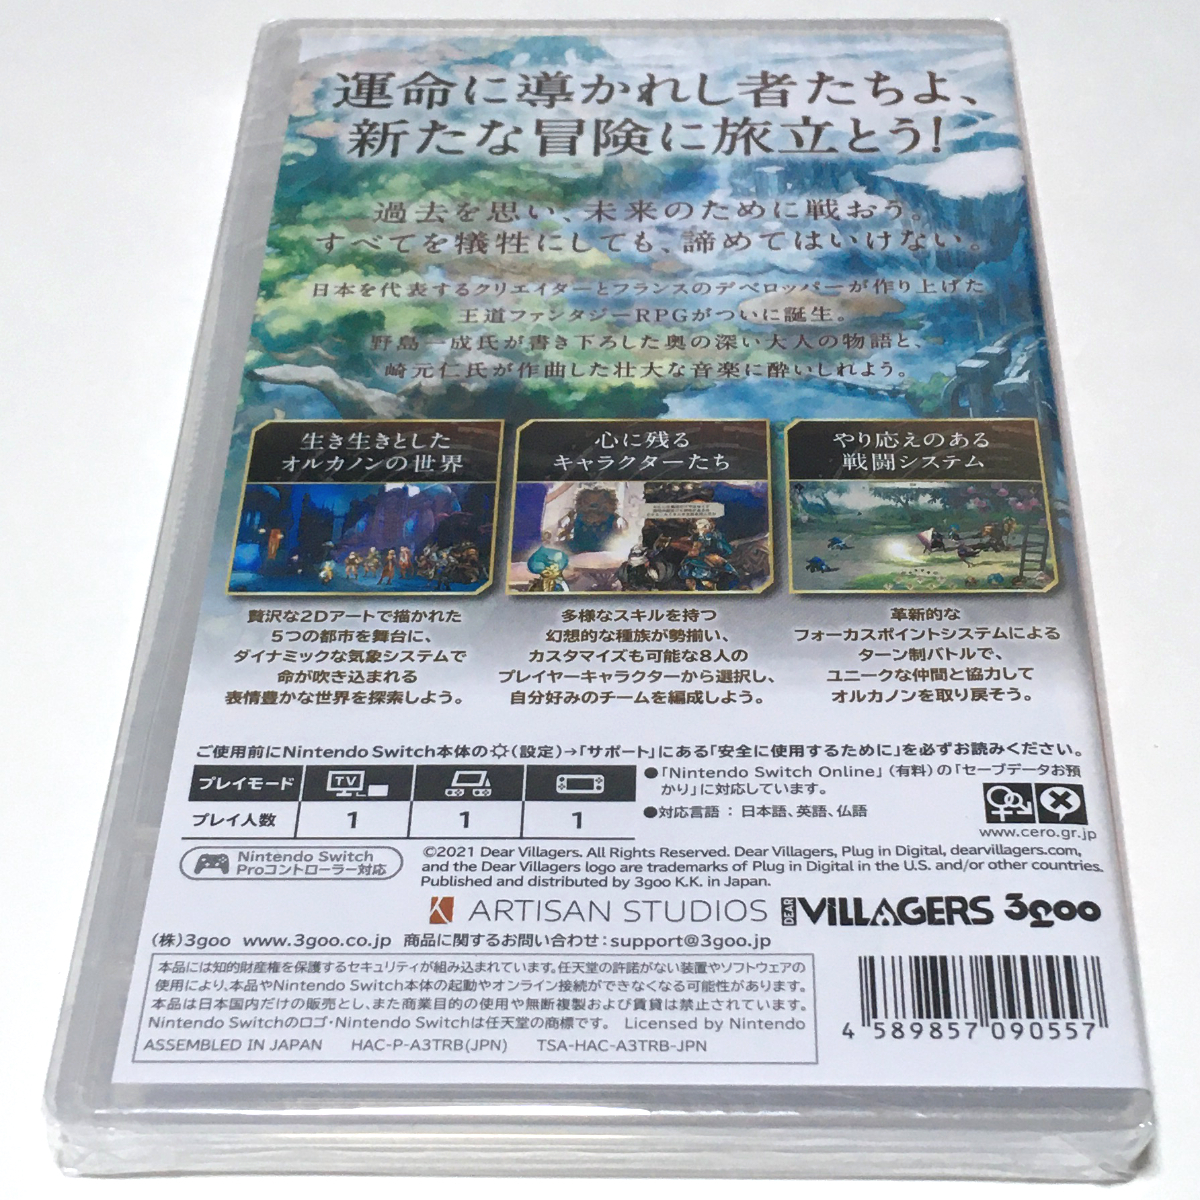 運命に導かれし者たちよ、
新たな冒険に旅立とう!
過去を思い、未来のために戦おう。
すべてを犠牲にしても、諦めてはいけない。
日本を代表するクリエイターとフランスのデベロッパーが作り上げた
王道ファンタジーRPGがついに誕生。
野島一成氏が書き下ろした奥の深い大人の物語と、
崎元仁氏が作曲した壮大な音楽に酔いしれよう。
生き生きとした
オルカノンの世界
贅沢な2Dアートで描かれた
5つの都市を舞台に、
ダイナミックな気象システムで
命が吹き込まれる
表情豊かな世界を探索しよう。
心に残る
キャラクターたち
多様なスキルを持つ
幻想的な種族が勢揃い、
カスタマイズも可能な8人の
プレイヤーキャラクターから選択し、
自分好みのチームを編成しよう。
やり応えのある
戦闘システム
革新的な
フォーカスポイントシステムによる
ターン制バトルで、
ユニークな仲間と協力して
オルカノンを取り戻そう。
ご使用前にNintendo Switch本体の(設定)→「サポート」にある「安全に使用するために」を必ずお読みください。
プレイモード TV
プレイ人数 1 1 1
●「Nintendo Switch Online」(有料)の「セーブデータお預
かり」に対応しています。
●対応言語：日本語、英語、仏語
www.cero.gr.jp
Nintendo Switch
Proコントローラー対応
©2021 Dear Villagers. All Rights Reserved. Dear Villagers, Plug in Digital, dearvillagers.com,
and the Dear Villagers logo are trademarks of Plug in Digital in the U.S. and/or other countries.
Published and distributed by 3goo K.K. in Japan.
ARTISAN STUDIOS
DEAR VILLAGERS
3goo
(株)3goo www.3goo.co.jp 商品に関するお問い合わせ：support@3goo.jp
本品には知的財産権を保護するセキュリティが組み込まれています。任天堂の許諾がない装置やソフトウェアの
使用により、本品やNintendo Switch本体の起動やオンライン接続ができなくなる可能性があります。
本品は日本国内だけの販売とし、また商業目的の使用や無断複製および賃貸は禁止されています。
Nintendo Switchのロゴ・Nintendo Switchは任天堂の商標です。 Licensed by Nintendo
ASSEMBLED IN JAPAN HAC-P-A3TRB(JPN) TSA-HAC-A3TRB-JPN
4 589857 090557